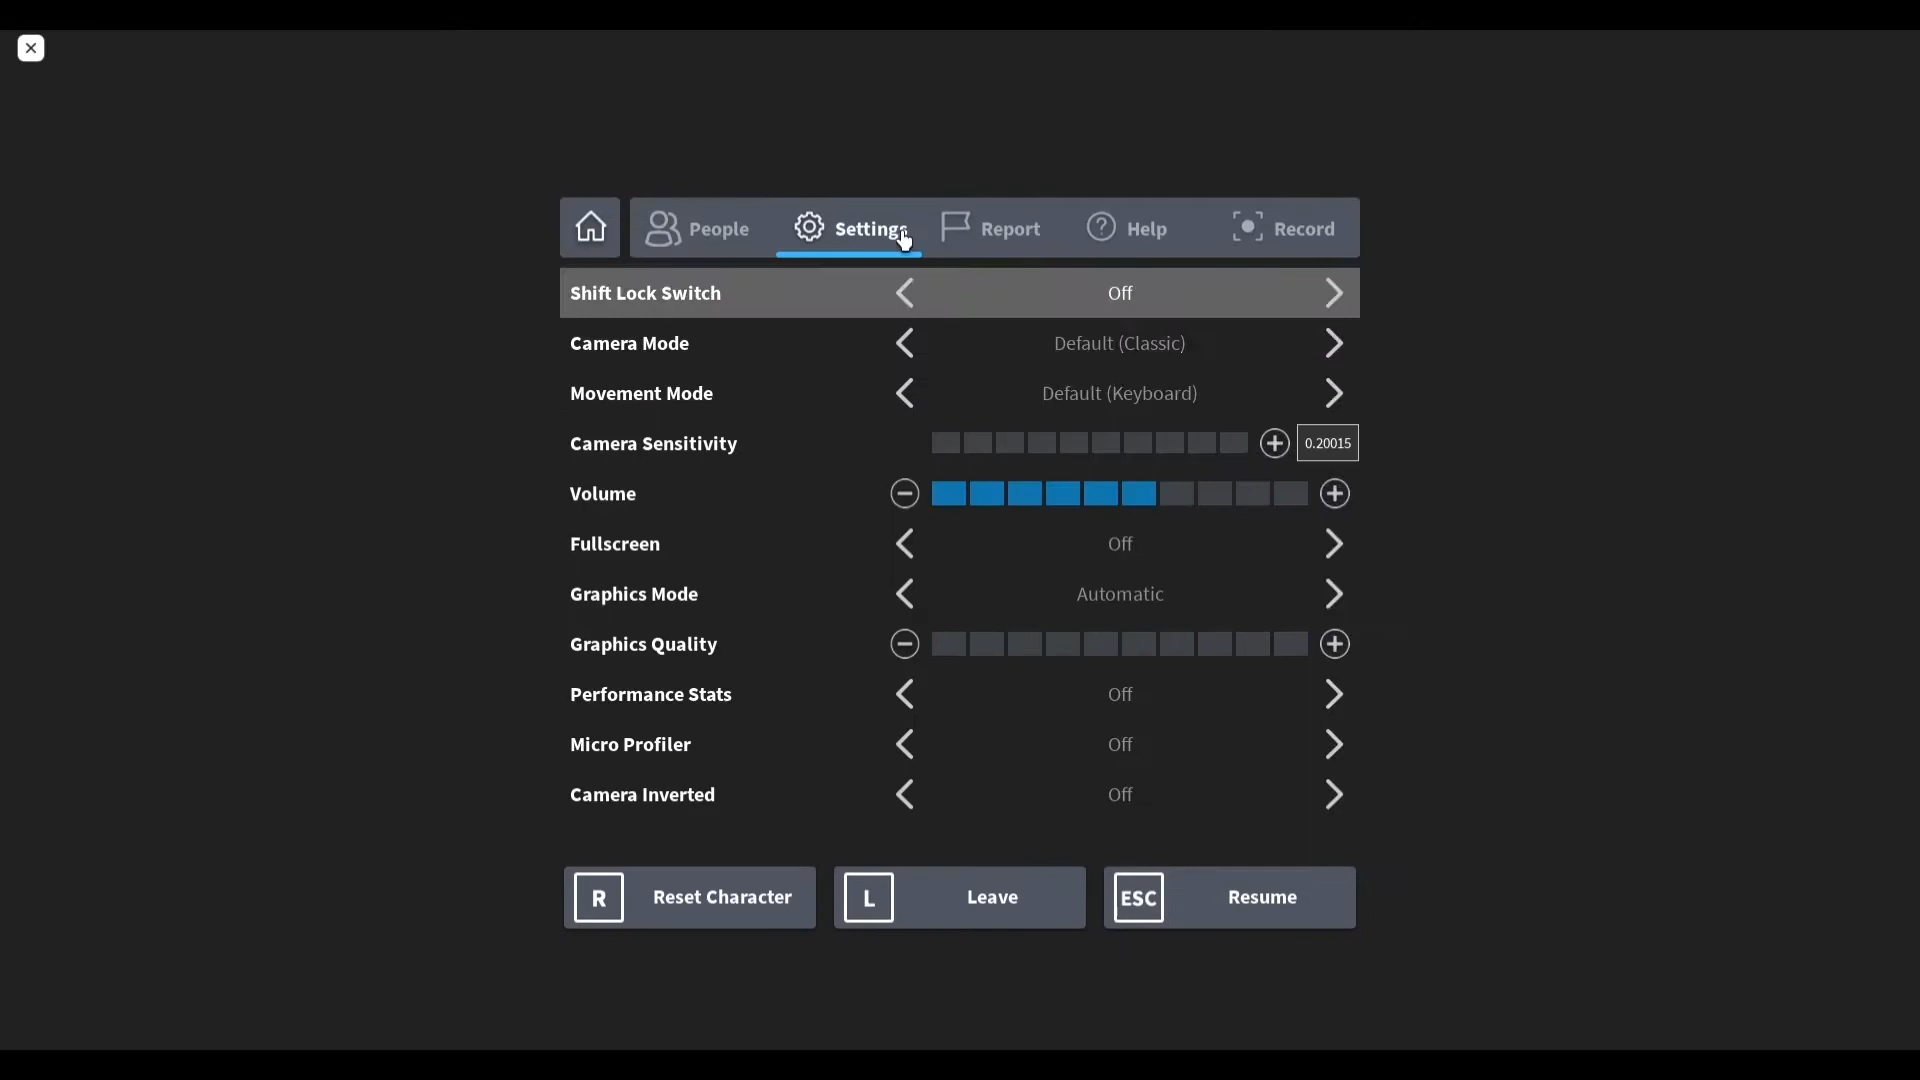 People
Settings
Report
Help
Record
Shift Lock Switch Off
Camera Mode Default (Classic)
Movement Mode Default (Keyboard)
Camera Sensitivity 0.20015
Volume
Fullscreen Off
Graphics Mode Automatic
Graphics Quality
Performance Stats Off
Micro Profiler Off
Camera Inverted Off
R Reset Character
L Leave
ESC Resume